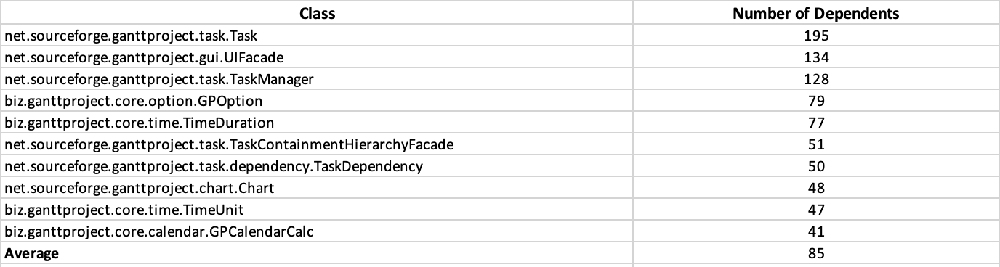 Class Number of Dependents
net.sourceforge.ganttproject.task.Task 195
net.sourceforge.ganttproject.gui.UIFacade 134
net.sourceforge.ganttproject.task.TaskManager 128
biz.ganttproject.core.option.GPOption 79
biz.ganttproject.core.time.TimeDuration 77
net.sourceforge.ganttproject.task.TaskContainmentHierarchyFacade 51
net.sourceforge.ganttproject.task.dependency.TaskDependency 50
net.sourceforge.ganttproject.chart.Chart 48
biz.ganttproject.core.time.TimeUnit 47
biz.ganttproject.core.calendar.GPCalendarCalc 41
Average 85